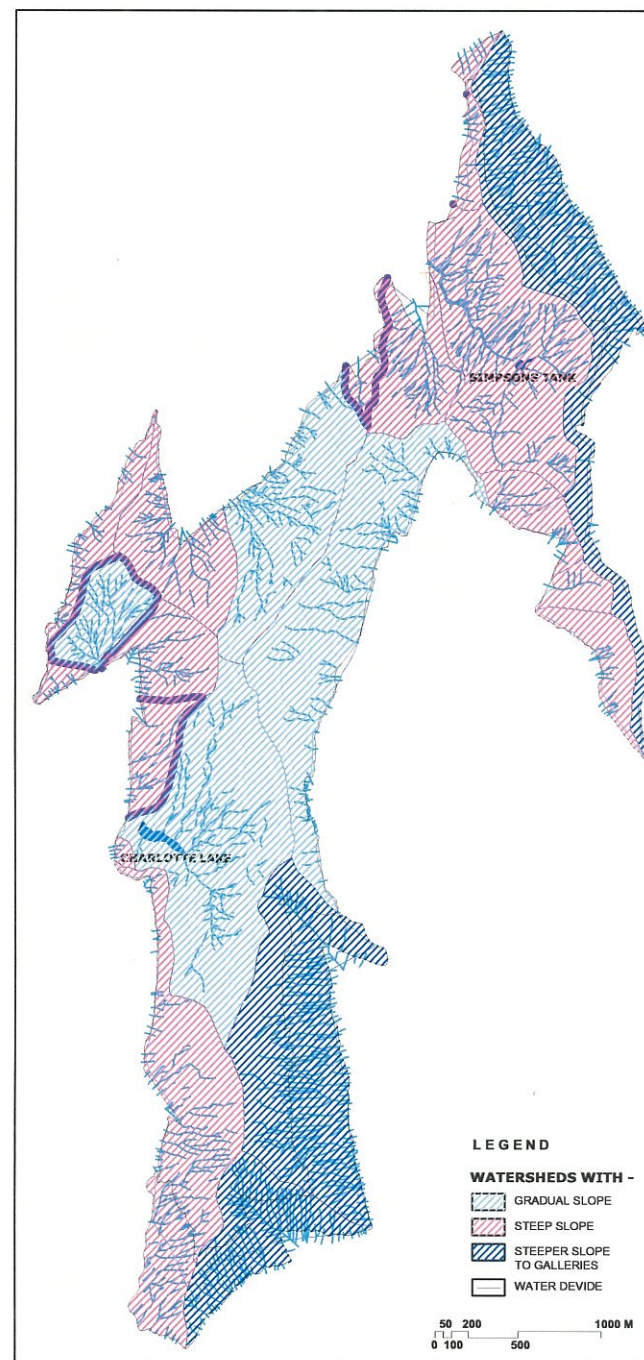 SIMPSONS TANK
CHARLOTTE LAKE
LEGEND
WATERSHEDS WITH -
GRADUAL SLOPE
STEEP SLOPE
STEEPER SLOPE
TO GALLERIES
WATER DEVIDE
50 200 1000 M
0 100 500